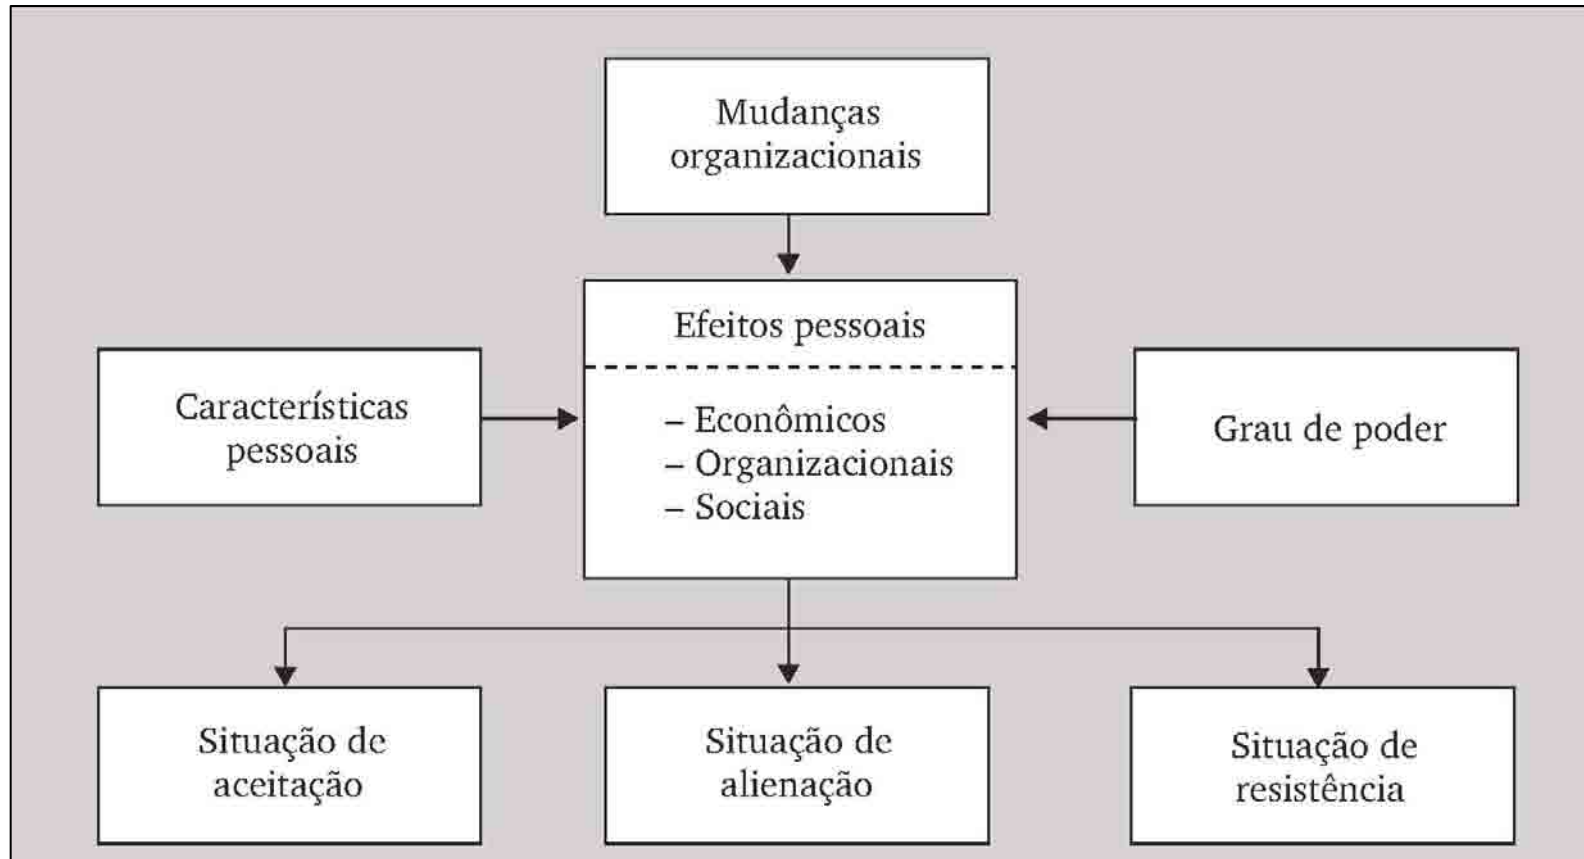 Mudanças
organizacionais
Efeitos pessoais
Características
pessoais
– Econômicos
– Organizacionais
– Sociais
Grau de poder
Situação de
aceitação
Situação de
alienação
Situação de
resistência